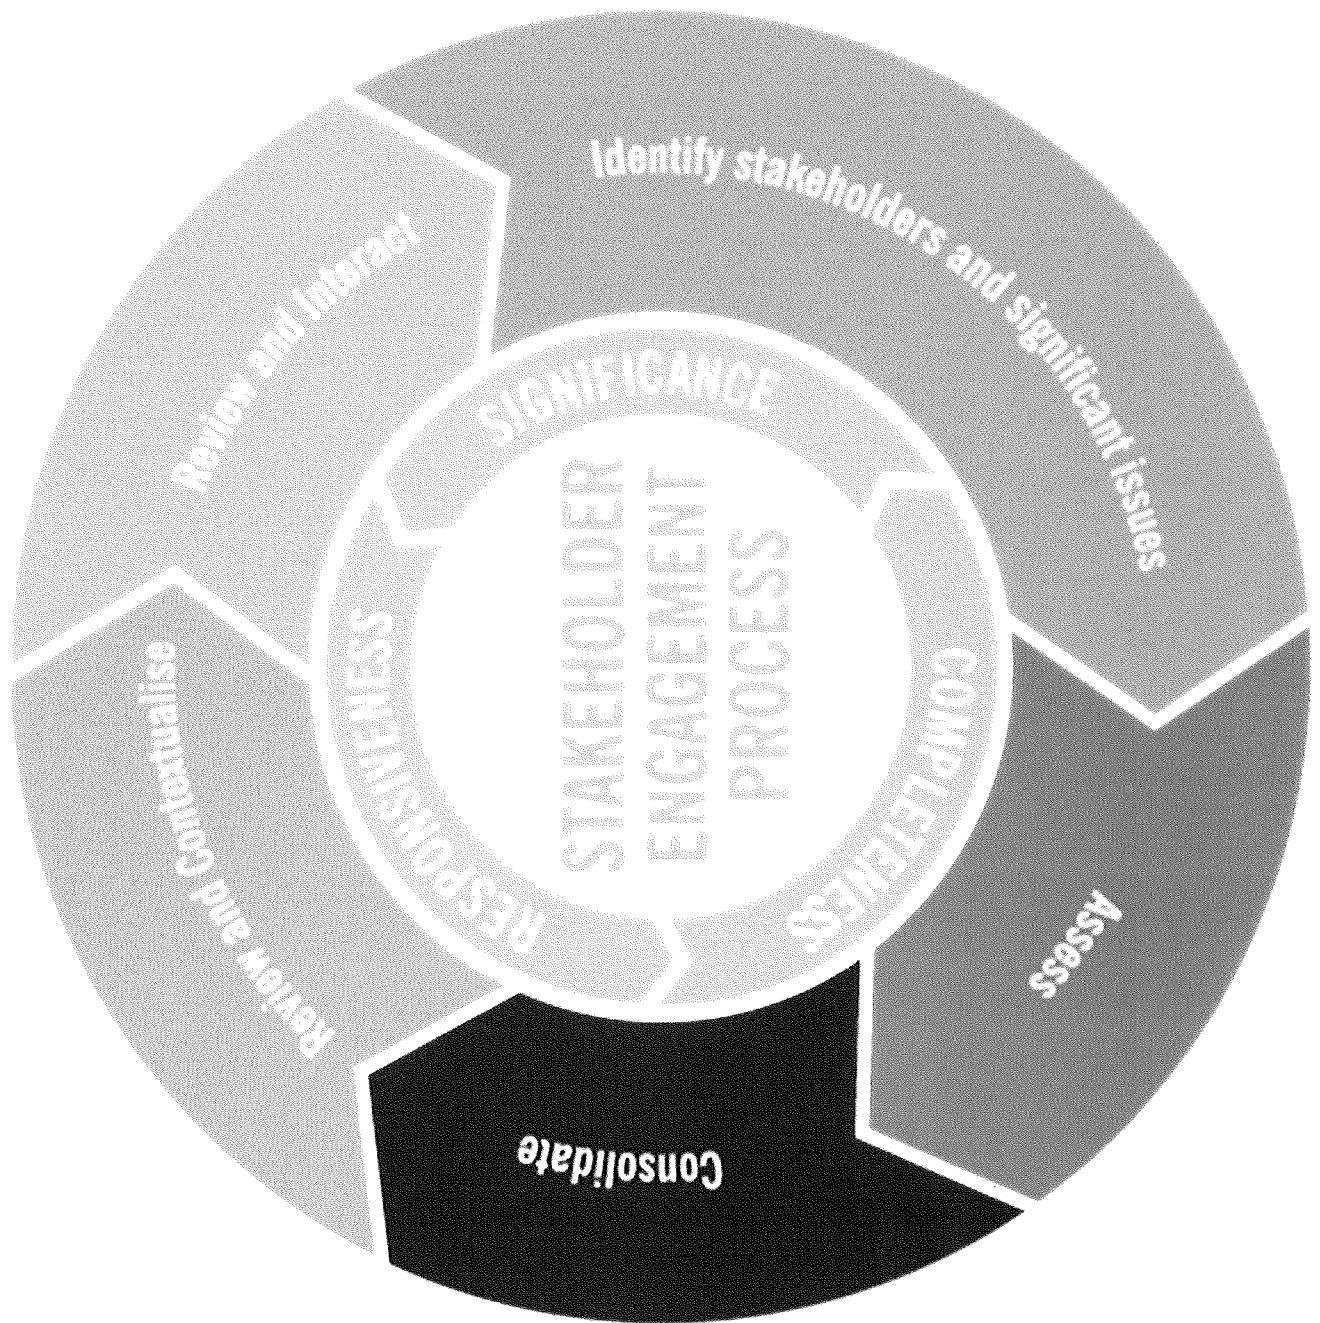 Identify stakeholders and significant issues
Assess
Consolidate
Review and Contextualise
Review and Interact
SIGNIFICANCE
COMPLETENESS
RESPONSIVENESS
STAKEHOLDER
ENGAGEMENT
PROCESS